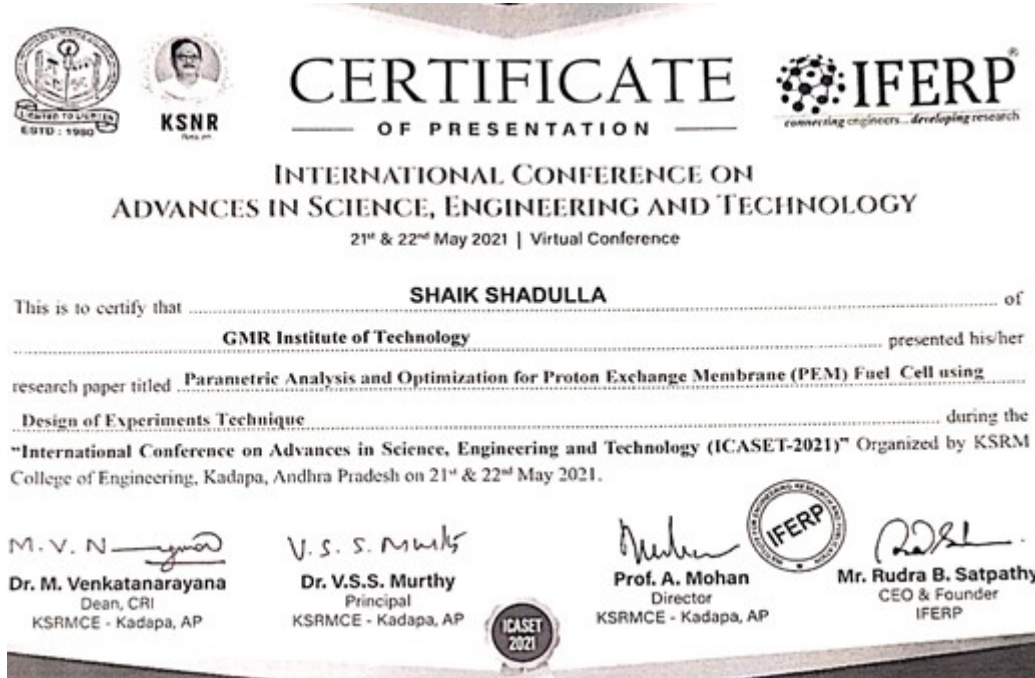 ESTD : 1980
KSNR
CERTIFICATE
OF PRESENTATION
IFERP®
connecting engineers... developing research
INTERNATIONAL CONFERENCE ON
ADVANCES IN SCIENCE, ENGINEERING AND TECHNOLOGY
21st & 22nd May 2021 | Virtual Conference
This is to certify that SHAIK SHADULLA of
GMR Institute of Technology presented his/her
research paper titled Parametric Analysis and Optimization for Proton Exchange Membrane (PEM) Fuel Cell using
Design of Experiments Technique during the
"International Conference on Advances in Science, Engineering and Technology (ICASET-2021)" Organized by KSRM
College of Engineering, Kadapa, Andhra Pradesh on 21st & 22nd May 2021.
M. V. N
V. S. S. Murthy
IFERP
Dr. M. Venkatanarayana
Dean, CRI
KSRMCE - Kadapa, AP
Dr. V.S.S. Murthy
Principal
KSRMCE - Kadapa, AP
Prof. A. Mohan
Director
KSRMCE - Kadapa, AP
Mr. Rudra B. Satpathy
CEO & Founder
IFERP
ICASET
2021